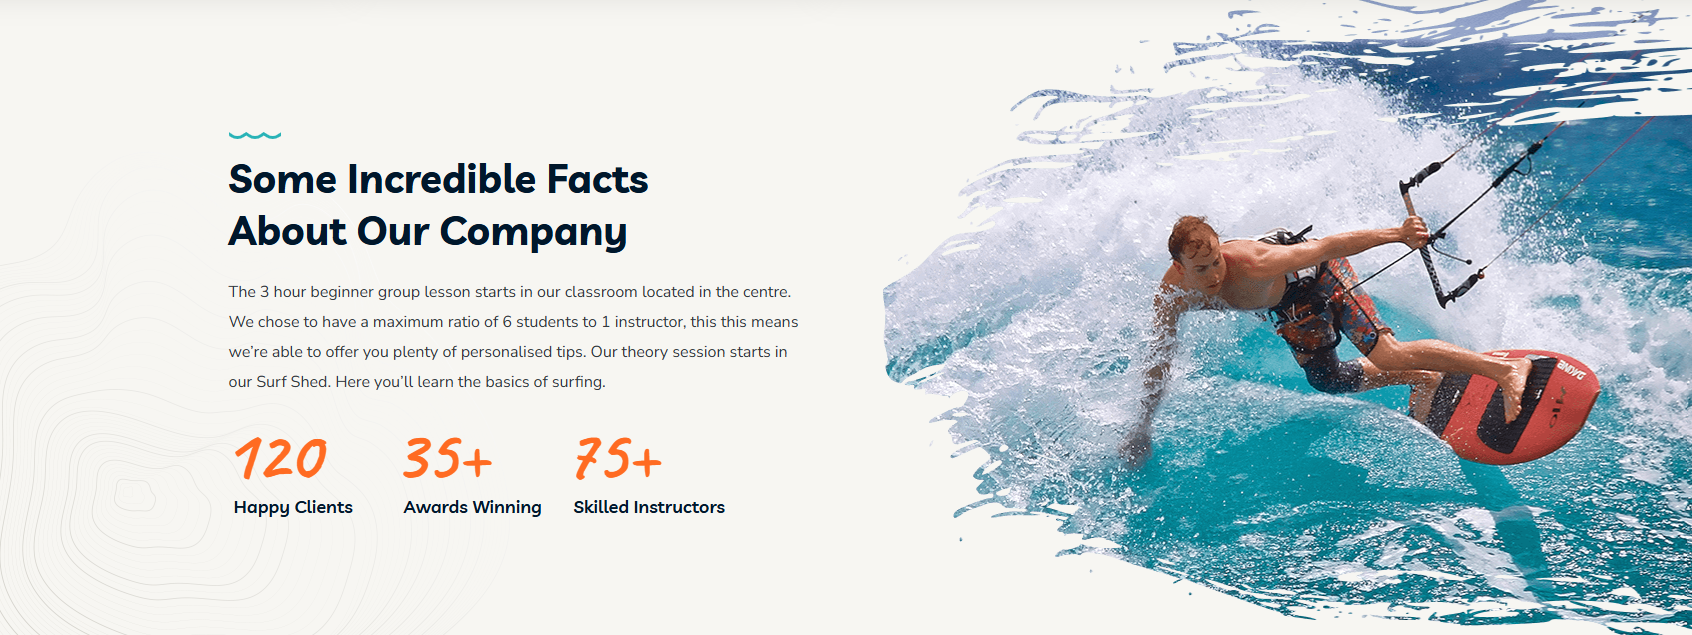 Some Incredible Facts
About Our Company
The 3 hour beginner group lesson starts in our classroom located in the centre.
We chose to have a maximum ratio of 6 students to 1 instructor, this this means
we're able to offer you plenty of personalised tips. Our theory session starts in
our Surf Shed. Here you'll learn the basics of surfing.
120 35+ 75+
Happy Clients Awards Winning Skilled Instructors